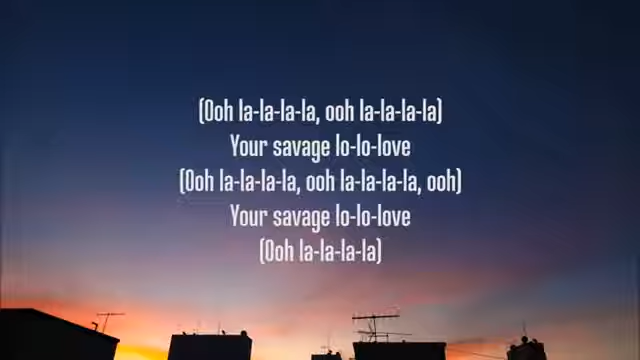 (Ooh la-la-la-la, ooh la-la-la-la)
Your savage lo-lo-love
(Ooh la-la-la-la, ooh la-la-la-la, ooh)
Your savage lo-lo-love
(Ooh la-la-la-la)